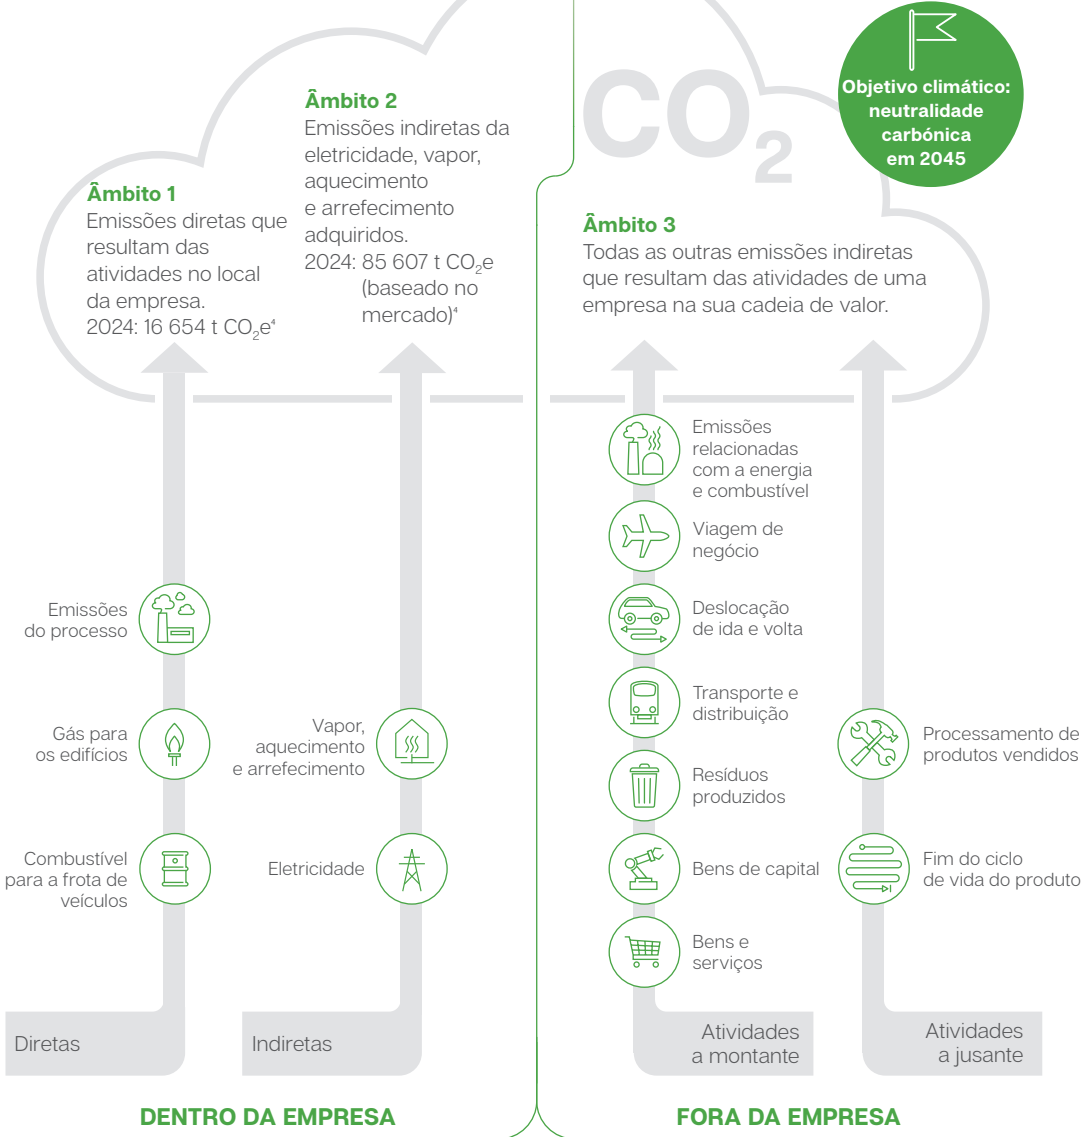 CO₂
Objetivo climático:
neutralidade
carbónica
em 2045
Âmbito 1
Emissões diretas que
resultam das
atividades no local
da empresa.
2024: 16 654 t CO₂e⁴
Âmbito 2
Emissões indiretas da
eletricidade, vapor,
aquecimento
e arrefecimento
adquiridos.
2024: 85 607 t CO₂e
(baseado no
mercado)⁴
Âmbito 3
Todas as outras emissões indiretas
que resultam das atividades de uma
empresa na sua cadeia de valor.
Emissões
do processo
Gás para
os edifícios
Combustível
para a frota de
veículos
Diretas
Vapor,
aquecimento
e arrefecimento
Eletricidade
Indiretas
Emissões
relacionadas
com a energia
e combustível
Viagem de
negócio
Deslocação
de ida e volta
Transporte e
distribuição
Resíduos
produzidos
Bens de capital
Bens e
serviços
Atividades
a montante
Processamento de
produtos vendidos
Fim do ciclo
de vida do produto
Atividades
a jusante
DENTRO DA EMPRESA
FORA DA EMPRESA